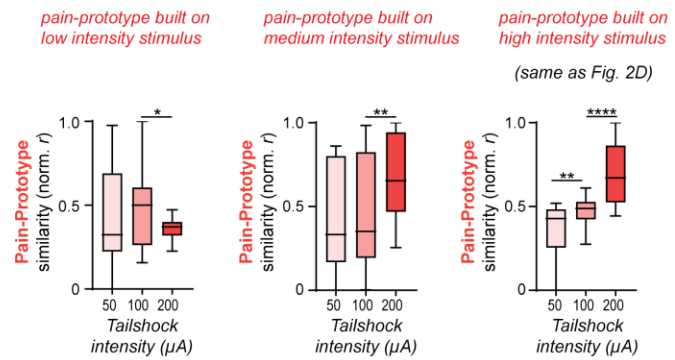 pain-prototype built on
low intensity stimulus
pain-prototype built on
medium intensity stimulus
pain-prototype built on
high intensity stimulus
(same as Fig. 2D)
Pain-Prototype
similarity (norm. r)
1.0
0.5
0
*
50 100 200
Tailshock
intensity (μA)
Pain-Prototype
similarity (norm. r)
1.0
0.5
0
**
50 100 200
Tailshock
intensity (μA)
Pain-Prototype
similarity (norm. r)
1.0
0.5
0
**
****
50 100 200
Tailshock
intensity (μA)